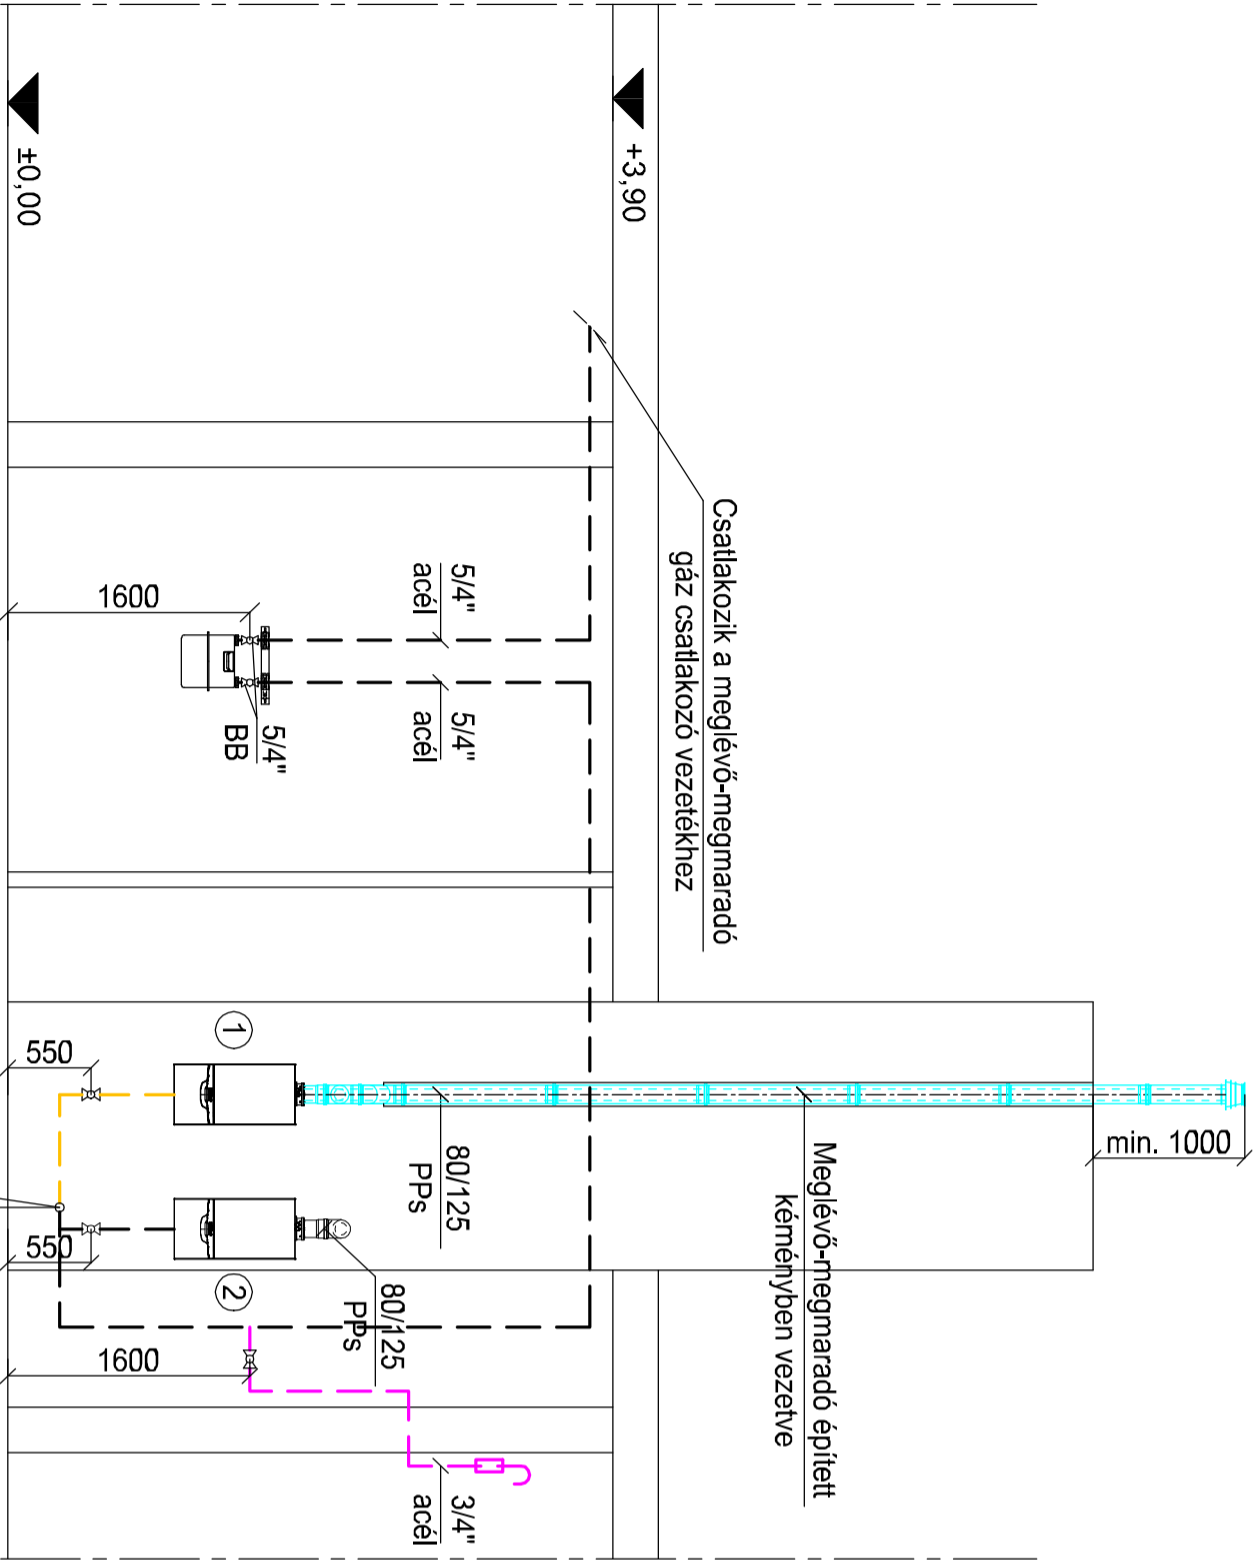 ±0,00
+3,90
Csatlakozik a meglévő-megmaradó
gáz csatlakozó vezetékhez
5/4"
acél
5/4"
acél
1600
5/4"
BB
min. 1000
Meglévő-megmaradó épített
kéményben vezetve
80/125
PPs
1
550
2
550
80/125
PPs
1600
3/4"
acél